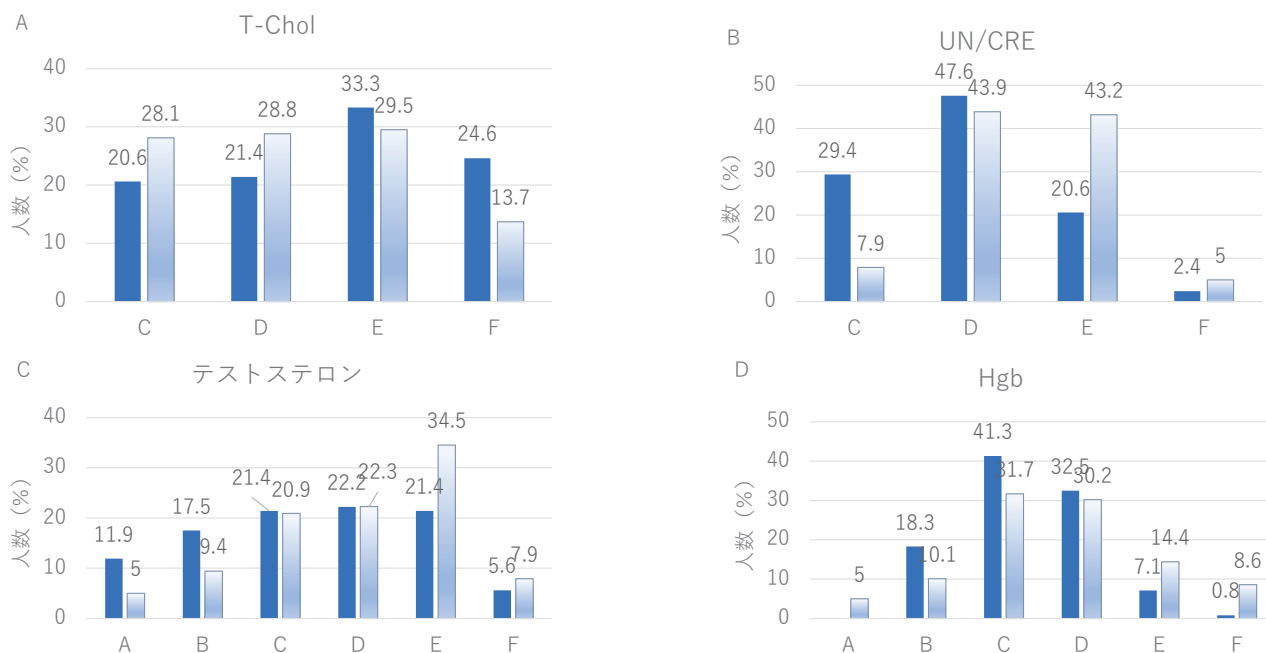 A
T-Chol
人数 (%)
40
30
20
10
0
20.6
28.1
21.4
28.8
33.3
29.5
24.6
13.7
C
D
E
F
B
UN/CRE
人数 (%)
50
40
30
20
10
0
29.4
7.9
47.6
43.9
20.6
43.2
2.4
5
C
D
E
F
C
テストステロン
人数 (%)
40
30
20
10
0
11.9
5
17.5
9.4
21.4
20.9
22.2
22.3
21.4
34.5
5.6
7.9
A
B
C
D
E
F
D
Hgb
人数 (%)
50
40
30
20
10
0
5
18.3
10.1
41.3
31.7
32.5
30.2
7.1
14.4
0.8
8.6
A
B
C
D
E
F